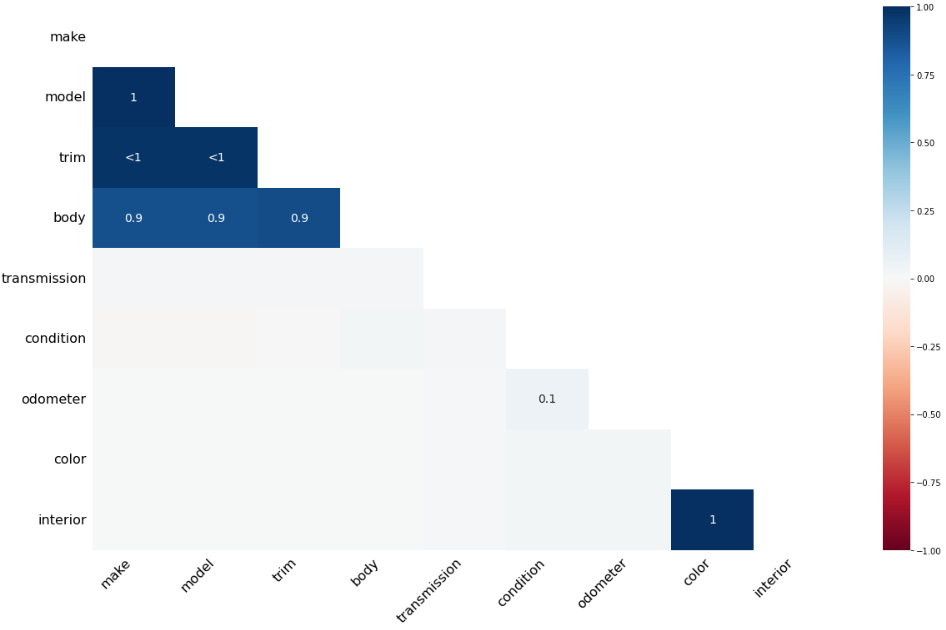 make
model
trim
body
transmission
condition
odometer
color
interior
1
<1 <1
0.9 0.9 0.9
0.1
1
make model trim body transmission condition odometer color interior
1.00
0.75
0.50
0.25
0.00
−0.25
−0.50
−0.75
−1.00